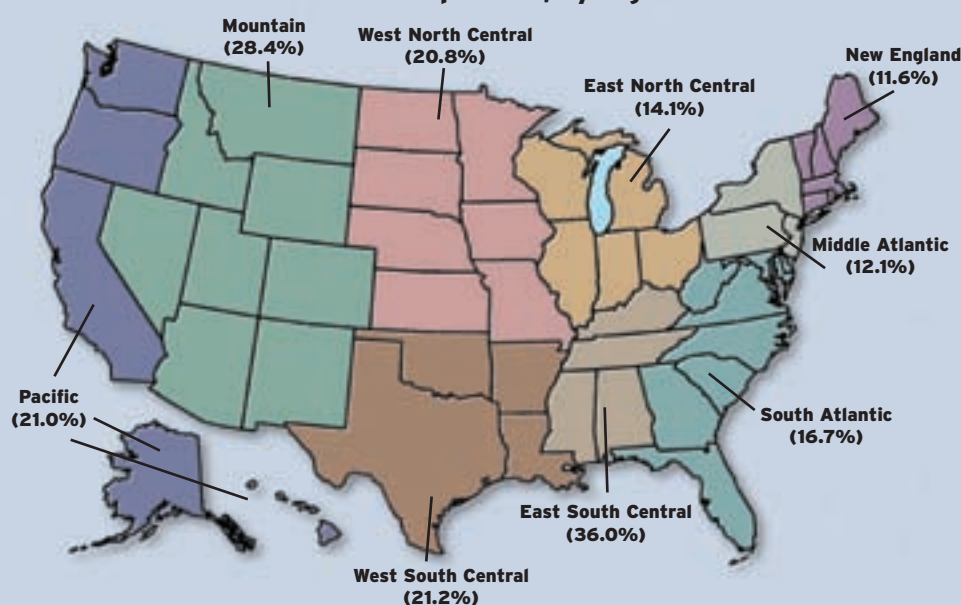 Mountain
(28.4%)
West North Central
(20.8%)
New England
(11.6%)
East North Central
(14.1%)
Middle Atlantic
(12.1%)
Pacific
(21.0%)
South Atlantic
(16.7%)
East South Central
(36.0%)
West South Central
(21.2%)